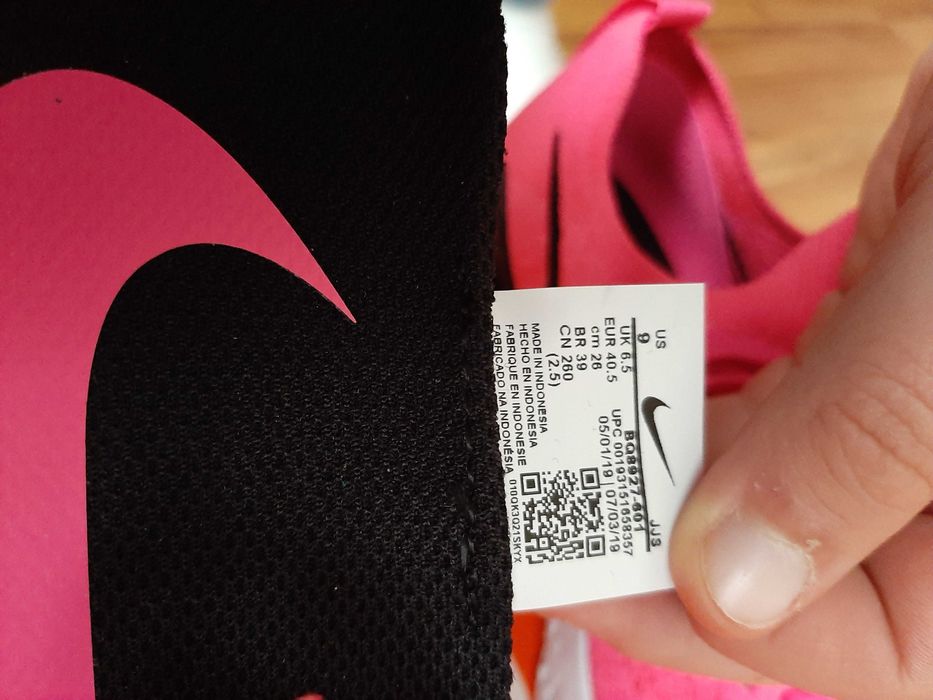 US JJS
9
UK 6.5
EUR 40.5
cm 26
BR 39
CN 260
(2.5)
BQ8927-601
UPC 00193151658357
05/01/19 | 07/03/19
MADE IN INDONESIA
HECHO EN INDONESIA
FABRIQUE EN INDONESIE
FABRICADO NA INDONÉSIA
010QK3Q21SKYX